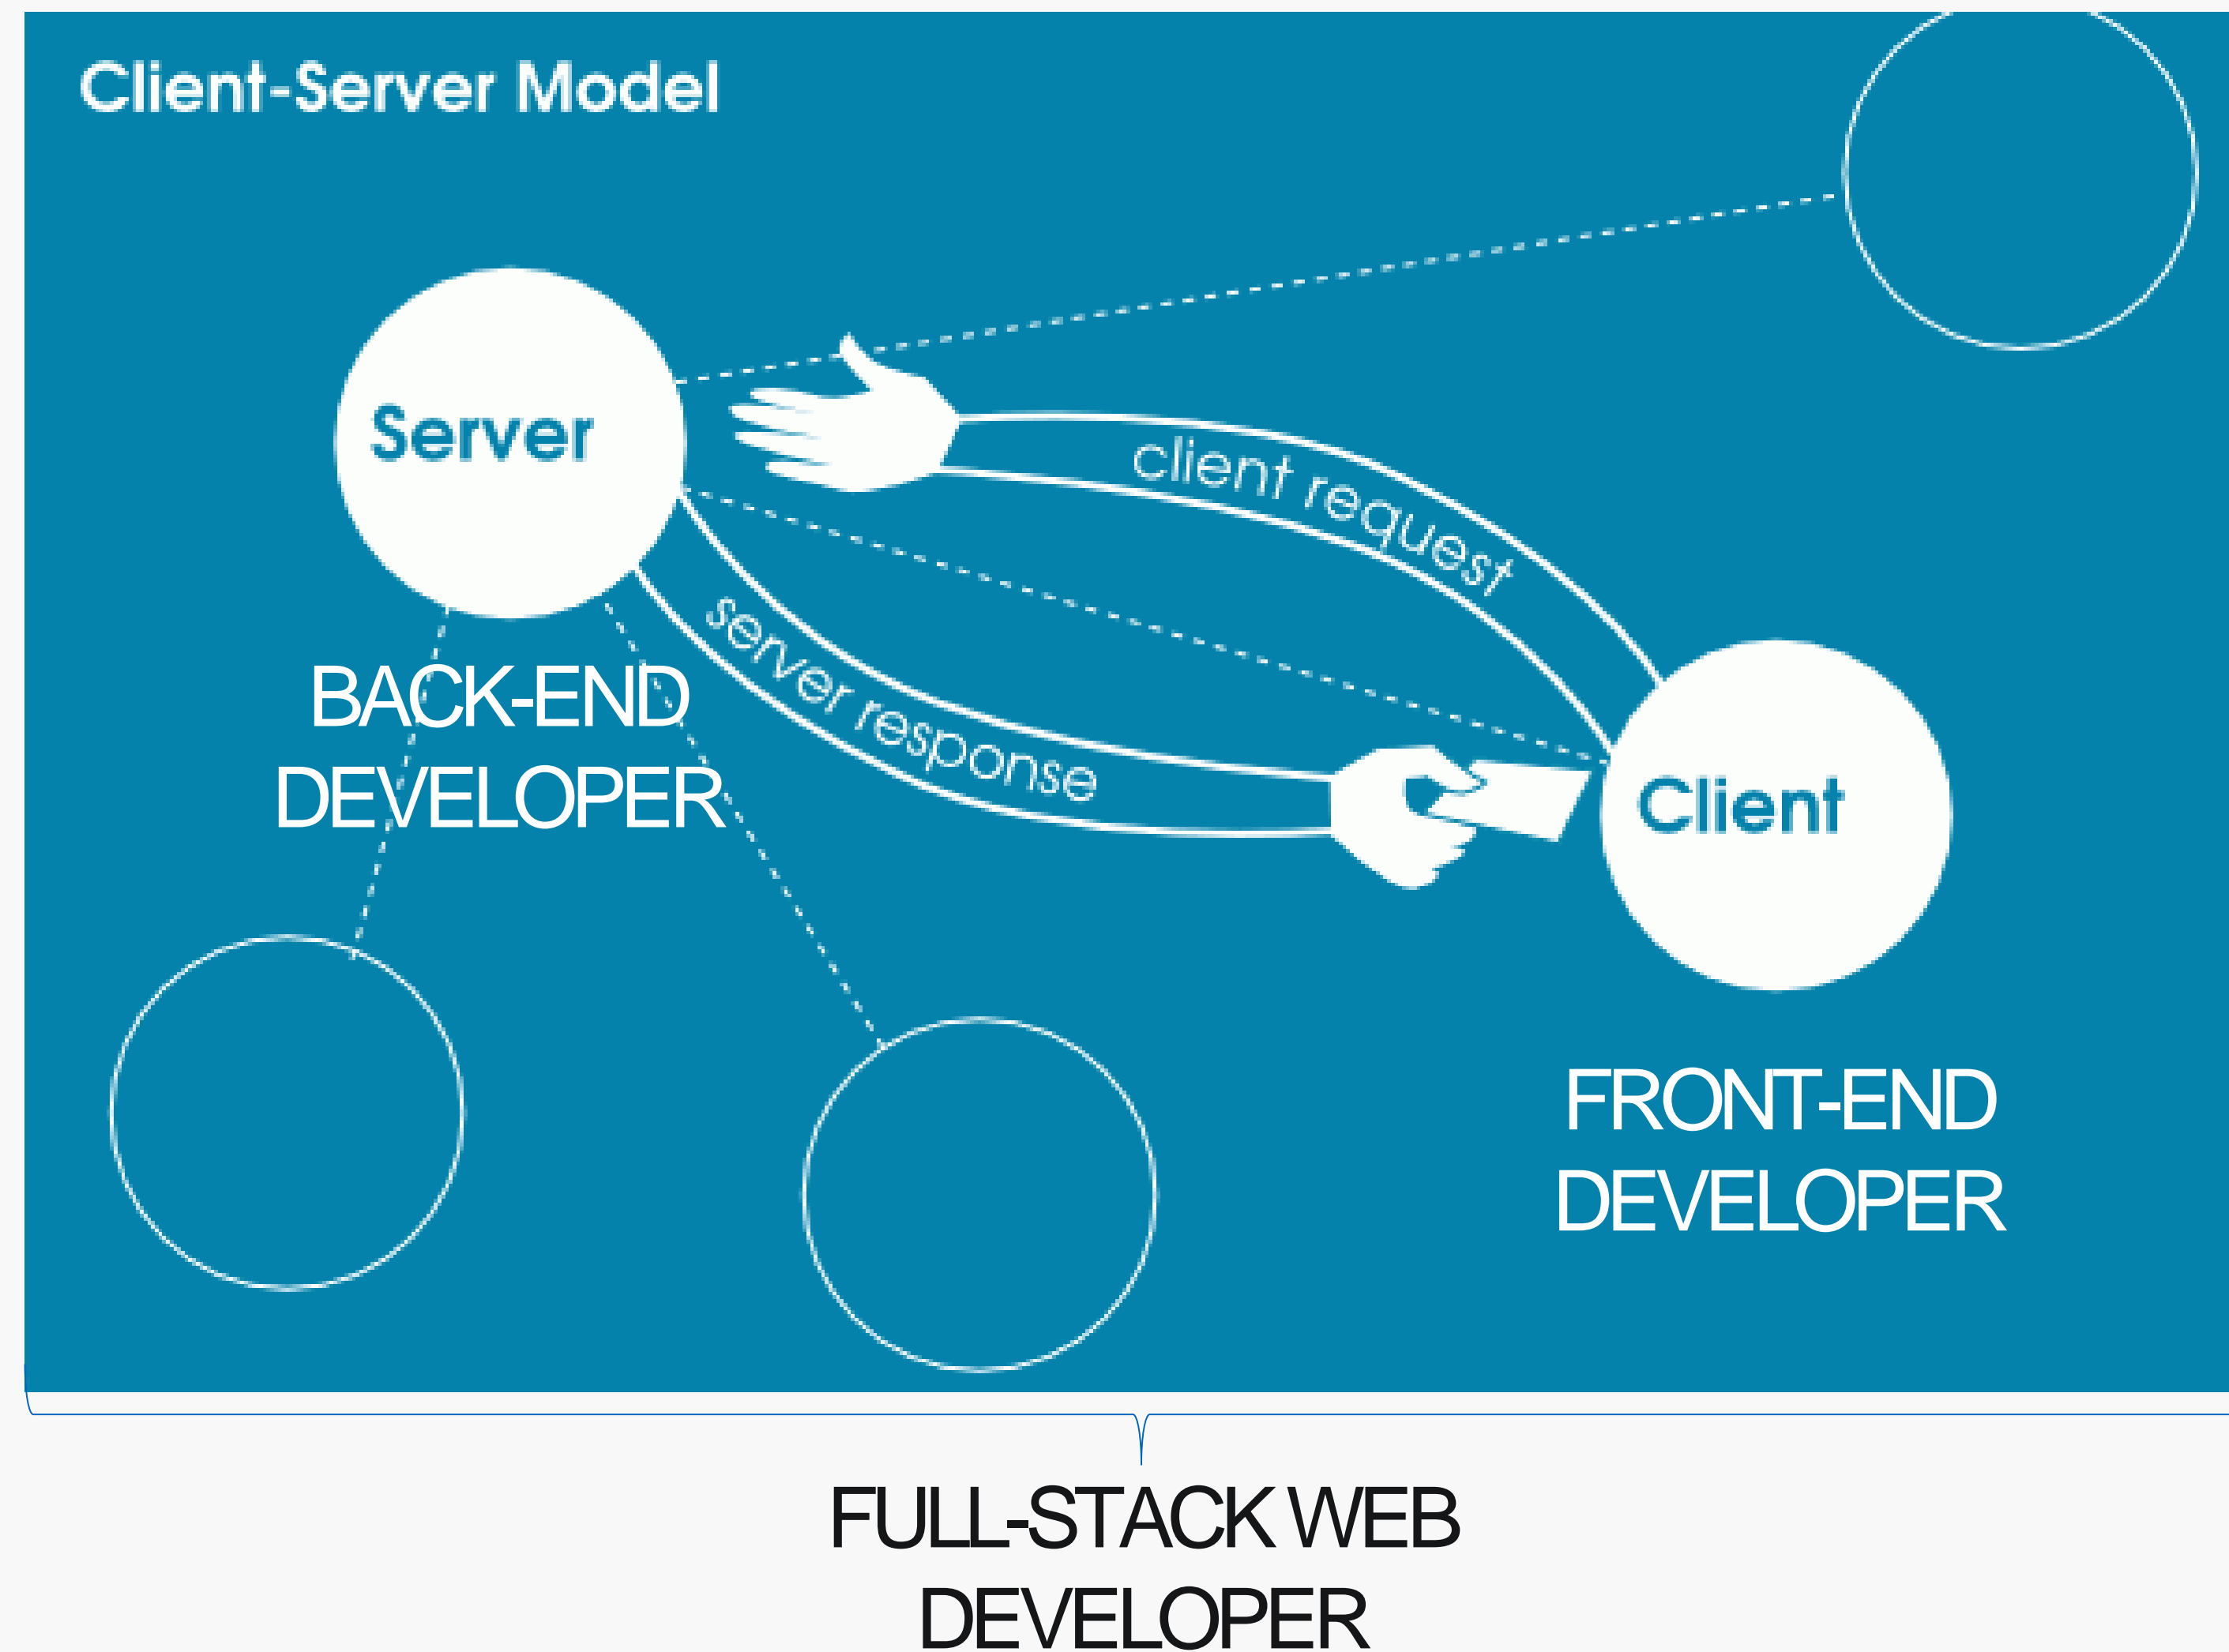 Client-Server Model
Server
client request
server response
BACK-END
DEVELOPER
Client
FRONT-END
DEVELOPER
FULL-STACK WEB
DEVELOPER